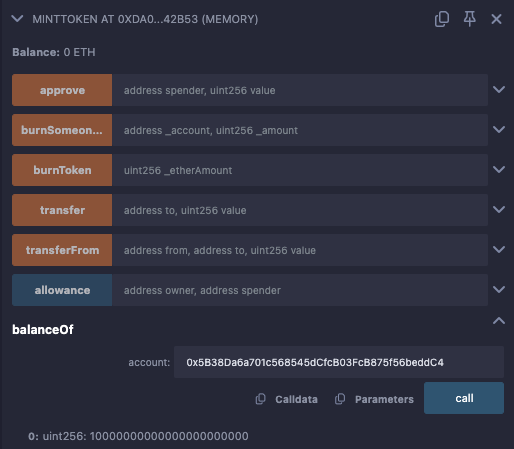 MINTTOKEN AT 0XDA0...42B53 (MEMORY)
Balance: 0 ETH
approve address spender, uint256 value
burnSomeon... address _account, uint256 _amount
burnToken uint256 _etherAmount
transfer address to, uint256 value
transferFrom address from, address to, uint256 value
allowance address owner, address spender
balanceOf
account: 0x5B38Da6a701c568545dCfcB03FcB875f56beddC4
Calldata Parameters call
0: uint256: 10000000000000000000000